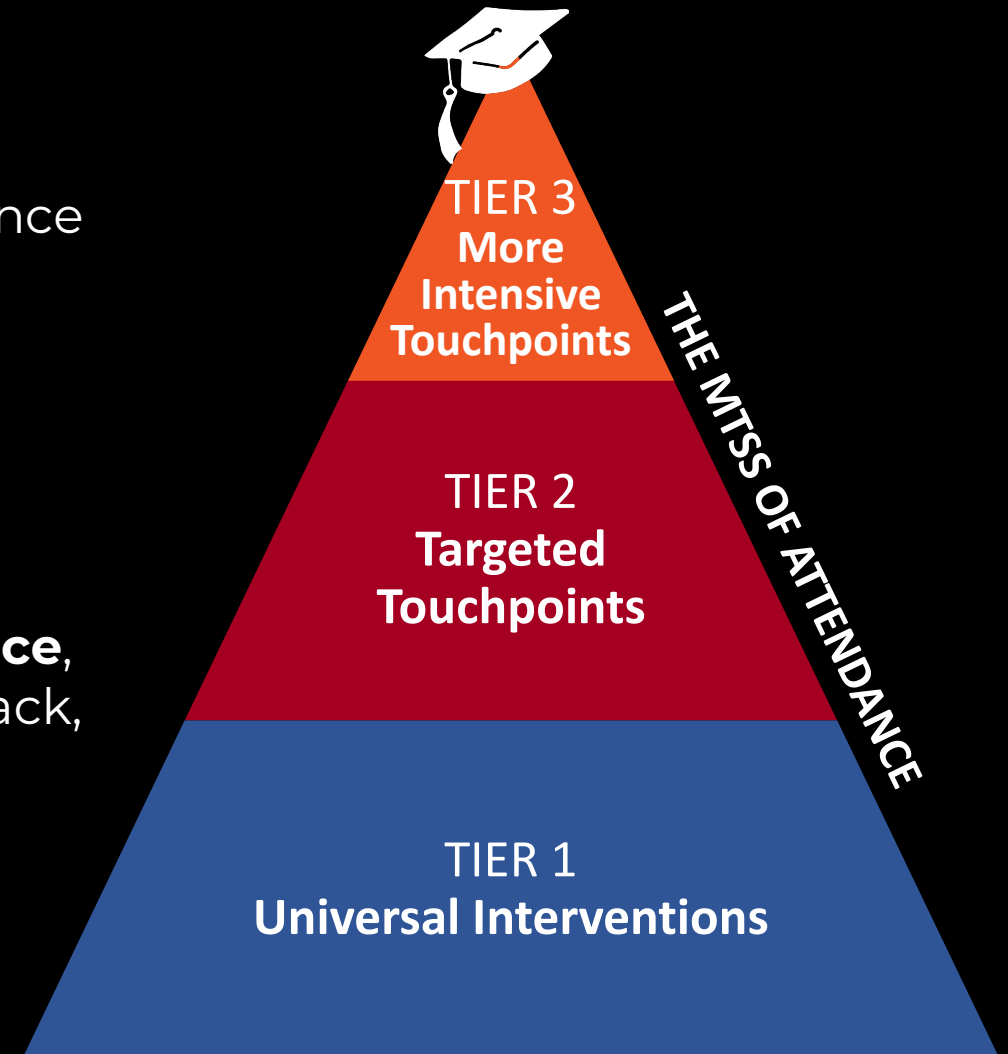 nce
TIER 3
More
Intensive
Touchpoints
THE MTSS OF ATTENDANCE
TIER 2
Targeted
Touchpoints
ce,
ack,
TIER 1
Universal Interventions